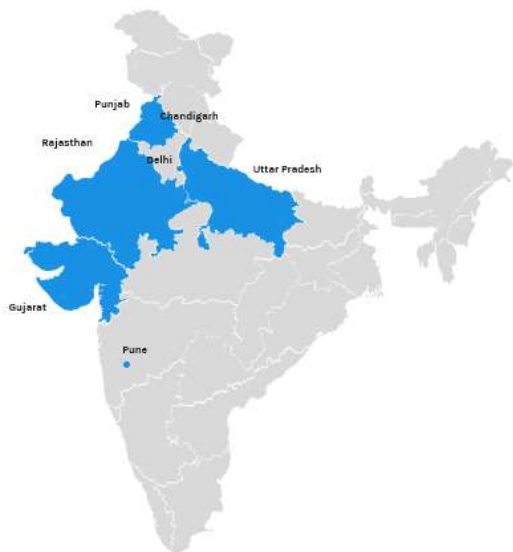 Punjab
Chandigarh
Rajasthan
Delhi
Uttar Pradesh
Gujarat
Pune